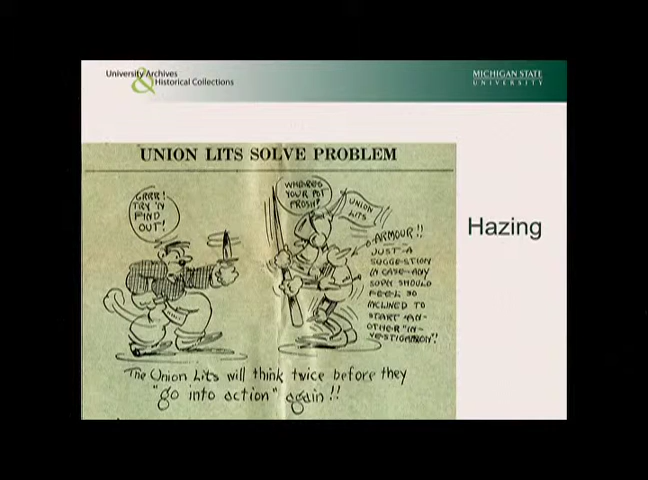 University Archives
& Historical Collections
MICHIGAN STATE
UNIVERSITY
UNION LITS SOLVE PROBLEM
GRRR!
TRY 'N
FIND
OUT!
WHERE'S
YOUR POT
FROSH?
UNION
LITS
ARMOUR!!
JUST A
SUGGESTION
IN CASE ANY
SOPH SHOULD
FEEL SO
INCLINED TO
START AN-
OTHER "IN-
VESTIGATION"!
The Union Lits will think twice before they
"go into action" again!!
Hazing